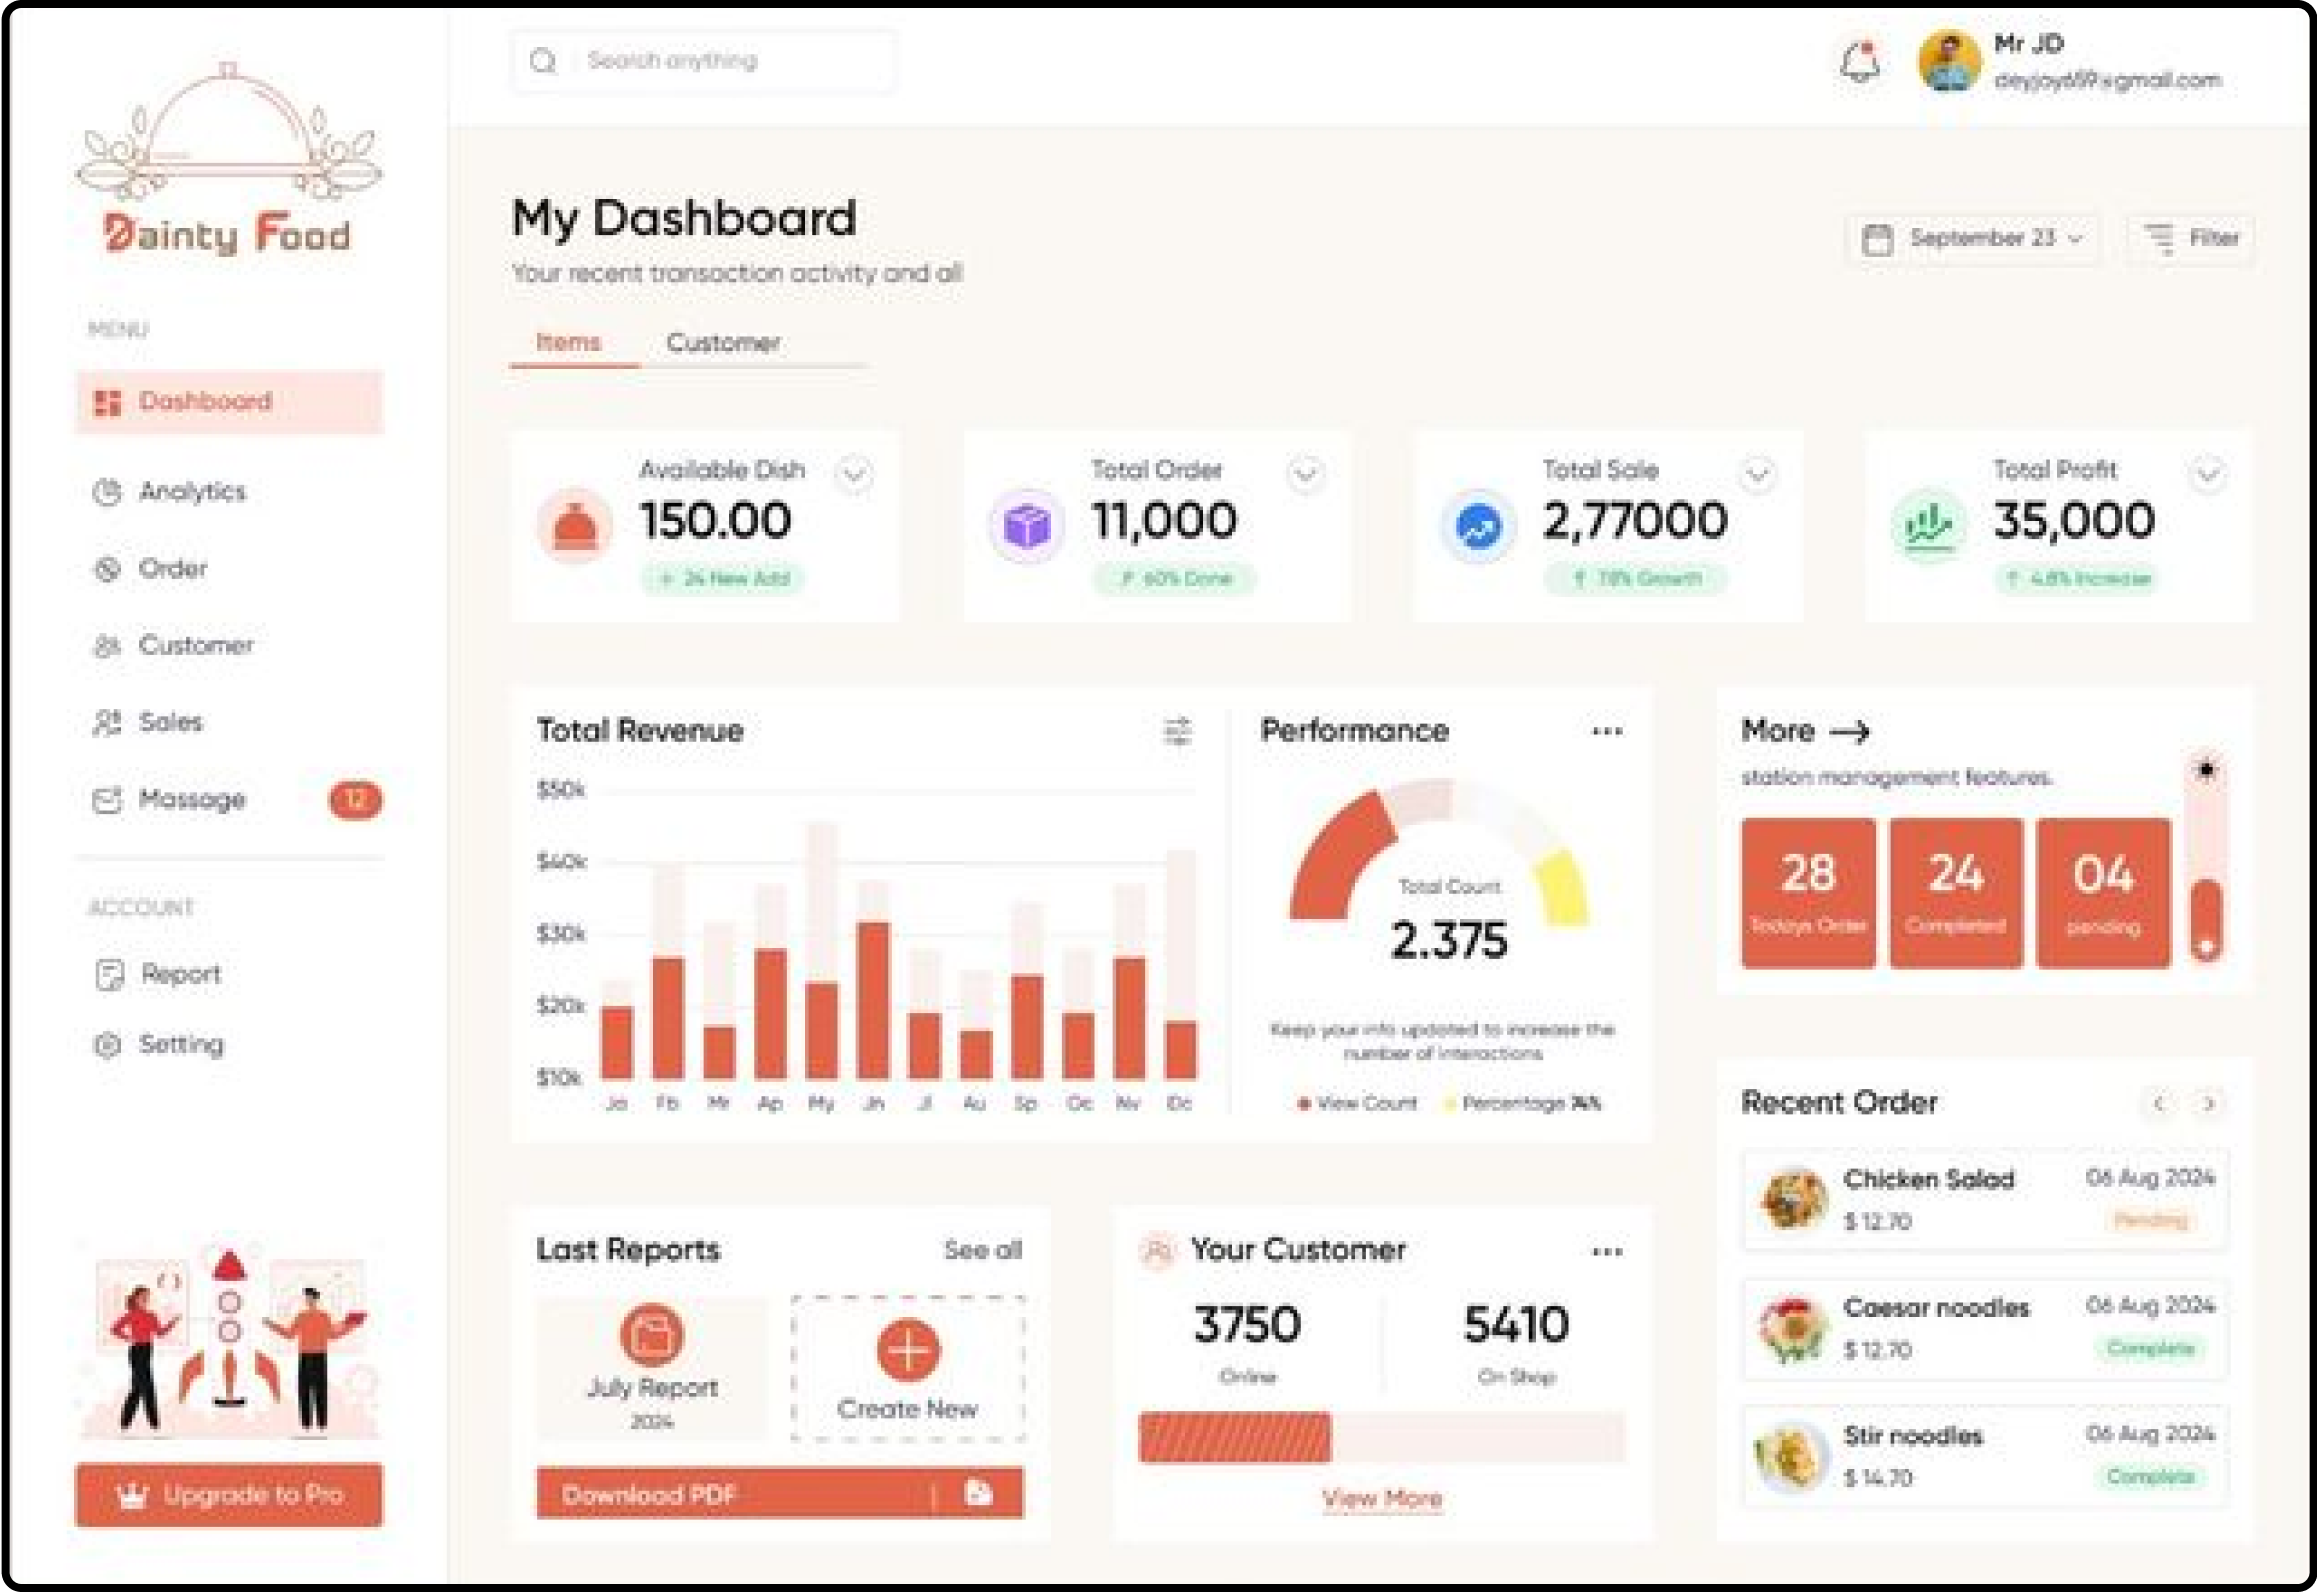 Dainty Food
MENU
Dashboard
Analytics
Order
Customer
Sales
Massage
12
ACCOUNT
Report
Setting
Upgrade to Pro
Search anything
Mr JD
deyjoy659@gmail.com
My Dashboard
Your recent transaction activity and all
September 23
Filter
Items
Customer
Available Dish
150.00
+ 24 New Add
Total Order
11,000
60% Done
Total Sale
2,77000
Growth
Total Profit
35,000
4.8% Increase
Total Revenue
$50k
$40k
$30k
$20k
$10k
Ja Fb Mr Ap My Jn Jl Au Sp Oc Nv Dc
Performance
Total Count
2.375
Keep your info updated to increase the
number of interactions
View Count
Percentage
More →
station management features.
28
Todays Order
24
Completed
04
pending
Last Reports
See all
July Report
2024
Create New
Download PDF
Your Customer
3750
Online
5410
On Shop
View More
Recent Order
Chicken Salad
06 Aug 2024
$ 12.70
Pending
Caesar noodles
06 Aug 2024
$ 12.70
Complete
Stir noodles
06 Aug 2024
$ 14.70
Complete